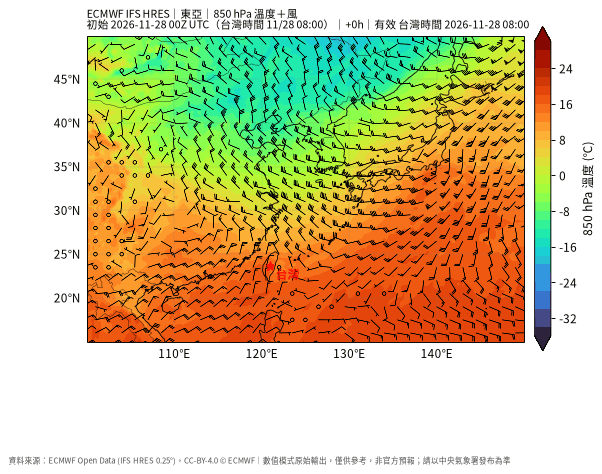 ECMWF IFS HRES｜東亞｜850 hPa 溫度＋風
初始 2026-11-28 00Z UTC（台灣時間 11/28 08:00）｜+0h｜有效 台灣時間 2026-11-28 08:00
45°N
40°N
35°N
30°N
25°N
20°N
110°E
120°E
130°E
140°E
台灣
24
16
8
0
-8
-16
-24
-32
850 hPa 溫度 (°C)
資料來源：ECMWF Open Data (IFS HRES 0.25°)・CC-BY-4.0 © ECMWF｜數值模式原始輸出，僅供參考，非官方預報；請以中央氣象署發布為準